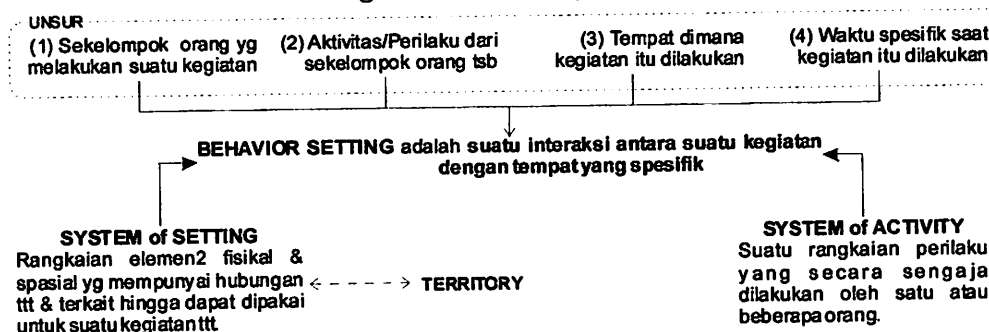 UNSUR
(1) Sekelompok orang yg
melakukan suatu kegiatan
(2) Aktivitas/Perilaku dari
sekelompok orang tsb
(3) Tempat dimana
kegiatan itu dilakukan
(4) Waktu spesifik saat
kegiatan itu dilakukan
BEHAVIOR SETTING adalah suatu interaksi antara suatu kegiatan
dengan tempat yang spesifik
SYSTEM of SETTING
Rangkaian elemen2 fisikal &
spasial yg mempunyai hubungan
ttt & terkait hingga dapat dipakai
untuk suatu kegiatan ttt.
TERRITORY
SYSTEM of ACTIVITY
Suatu rangkaian perilaku
yang secara sengaja
dilakukan oleh satu atau
beberapa orang.